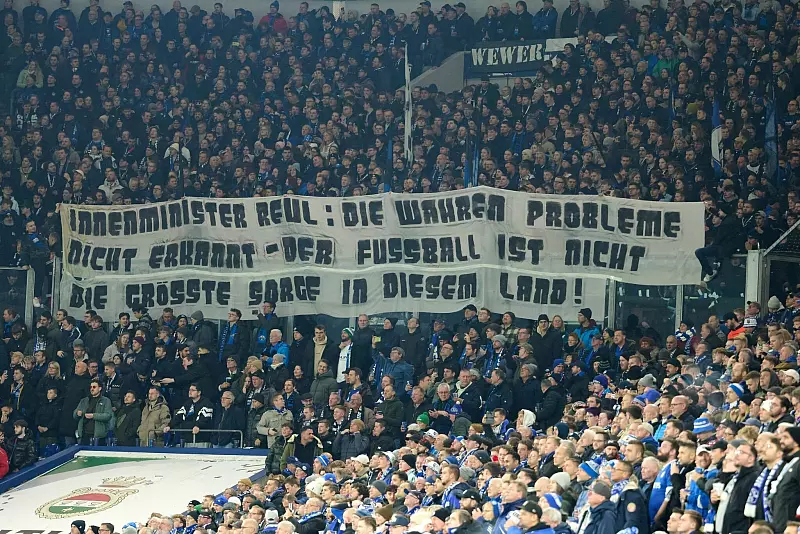 WEWER
INNENMINISTER REUL: DIE WAHREN PROBLEME
NICHT ERKANNT - DER FUSSBALL IST NICHT
DIE GRÖSSTE SORGE IN DIESEM LAND!